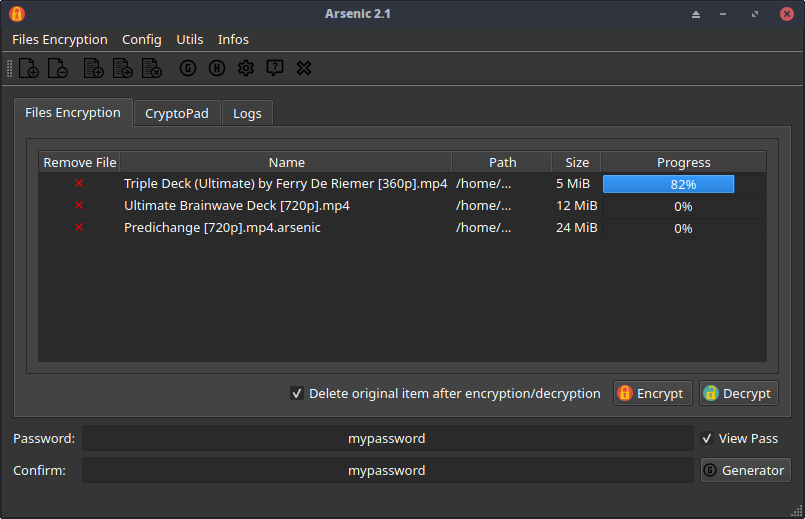 Arsenic 2.1
Files Encryption Config Utils Infos
G H
Files Encryption CryptoPad Logs
Remove File Name Path Size Progress
Triple Deck (Ultimate) by Ferry De Riemer [360p].mp4 /home/... 5 MiB 82%
Ultimate Brainwave Deck [720p].mp4 /home/... 12 MiB 0%
Predichange [720p].mp4.arsenic /home/... 24 MiB 0%
Delete original item after encryption/decryption Encrypt Decrypt
Password: mypassword View Pass
Confirm: mypassword G Generator